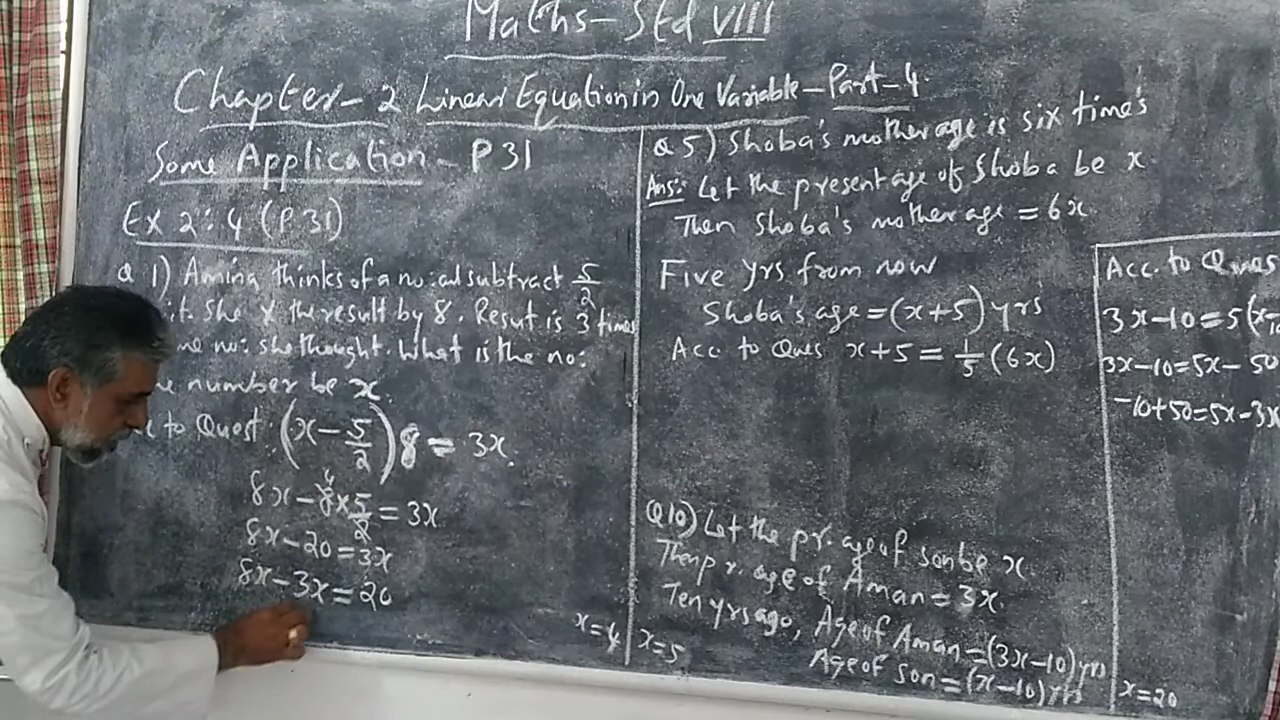 Maths - Std VIII
Chapter - 2 Linear Equation in One Variable - Part - 4
Some Application - P 31
Ex 2:4 (P 31)
Q 1) Amina thinks of a no: and subtract 5/2
it. She × the result by 8. Resut is 3 times
no: she thought. What is the no:
number be x.
to Quest: (x - 5/2) 8 = 3x.
8x - 8 × 5/2 = 3x
8x - 20 = 3x
8x - 3x = 20
x = 4
Q 5) Shoba's mother age is six time's
Ans: Let the present age of Shoba be x
Then Shoba's mother age = 6x
Five yrs from now
Shoba's age = (x+5) yrs
Acc to Ques x + 5 = 1/5 (6x)
x = 5
Q 10) Let the pr. age of son be x.
Then pr. age of Aman = 3x.
Ten yrs ago, Age of Aman = (3x-10) yrs
Age of son = (x-10) yrs
Acc. to Ques
3x-10 = 5(x-10
3x-10 = 5x - 50
-10+50 = 5x-3x
x = 20